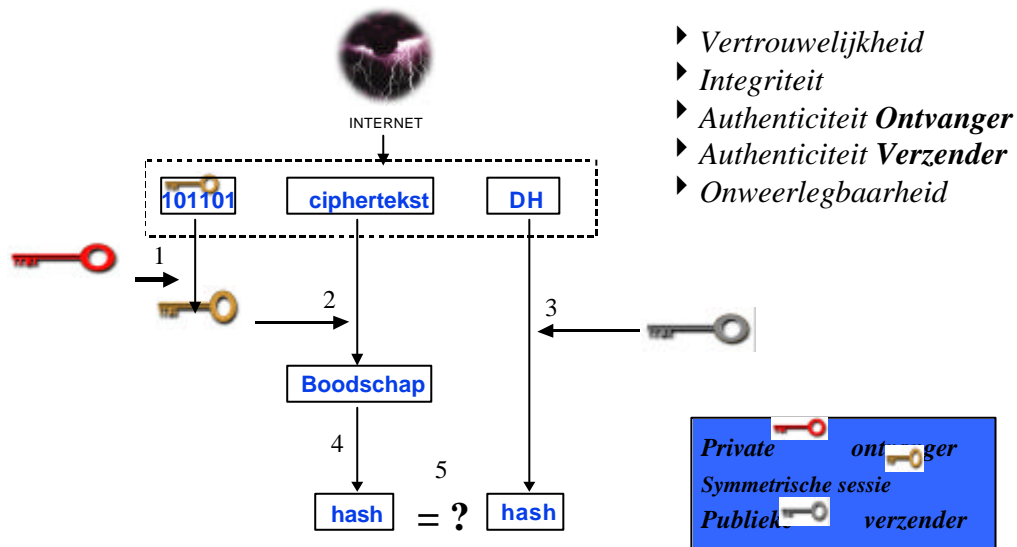 Vertrouwelijkheid
Integriteit
Authenticiteit Ontvanger
Authenticiteit Verzender
Onweerlegbaarheid
INTERNET
101101
ciphertekst
DH
1
2
3
Boodschap
4
5
hash
= ?
hash
Private
Symmetrische sessie
Publieke verzender